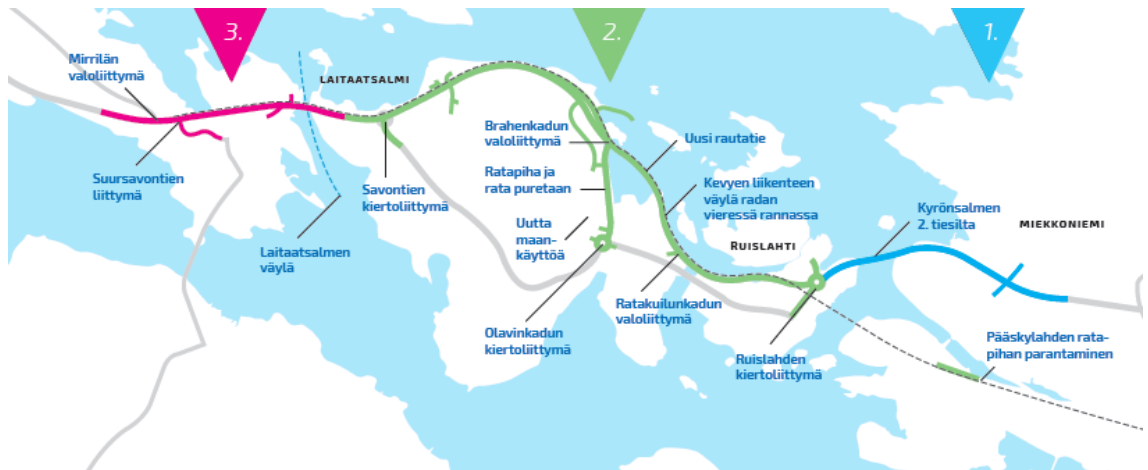 3.
2.
1.
Mirrilän
valoliittymä
LAITAATSALMI
Suursavontien
liittymä
Laitaatsalmen
väylä
Savontien
kiertoliittymä
Brahenkadun
valoliittymä
Ratapiha ja
rata puretaan
Uutta
maan-
käyttöä
Olavinkadun
kiertoliittymä
Uusi rautatie
Kevyen liikenteen
väylä radan
vieressä rannassa
RUISLAHTI
Ratakuilunkadun
valoliittymä
Ruislahden
kiertoliittymä
Kyrönsalmen
2. tiesilta
MIEKKONIEMI
Pääskylahden rata-
pihan parantaminen